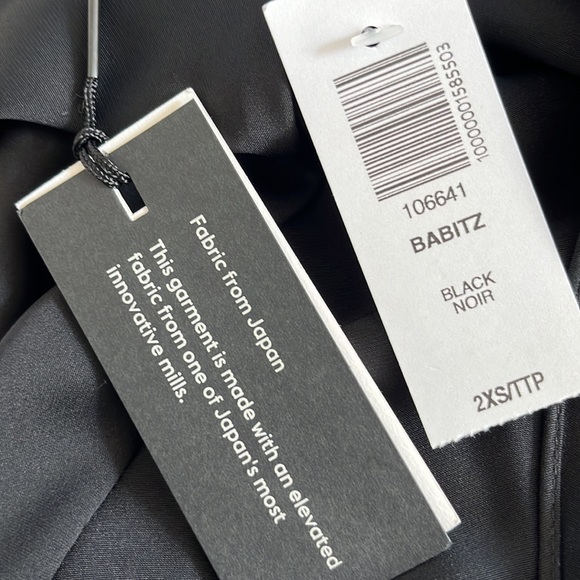 Fabric from Japan
This garment is made with an elevated
fabric from one of Japan's most
innovative mills.
1000001585503
106641
BABITZ
BLACK
NOIR
2XS/TTP